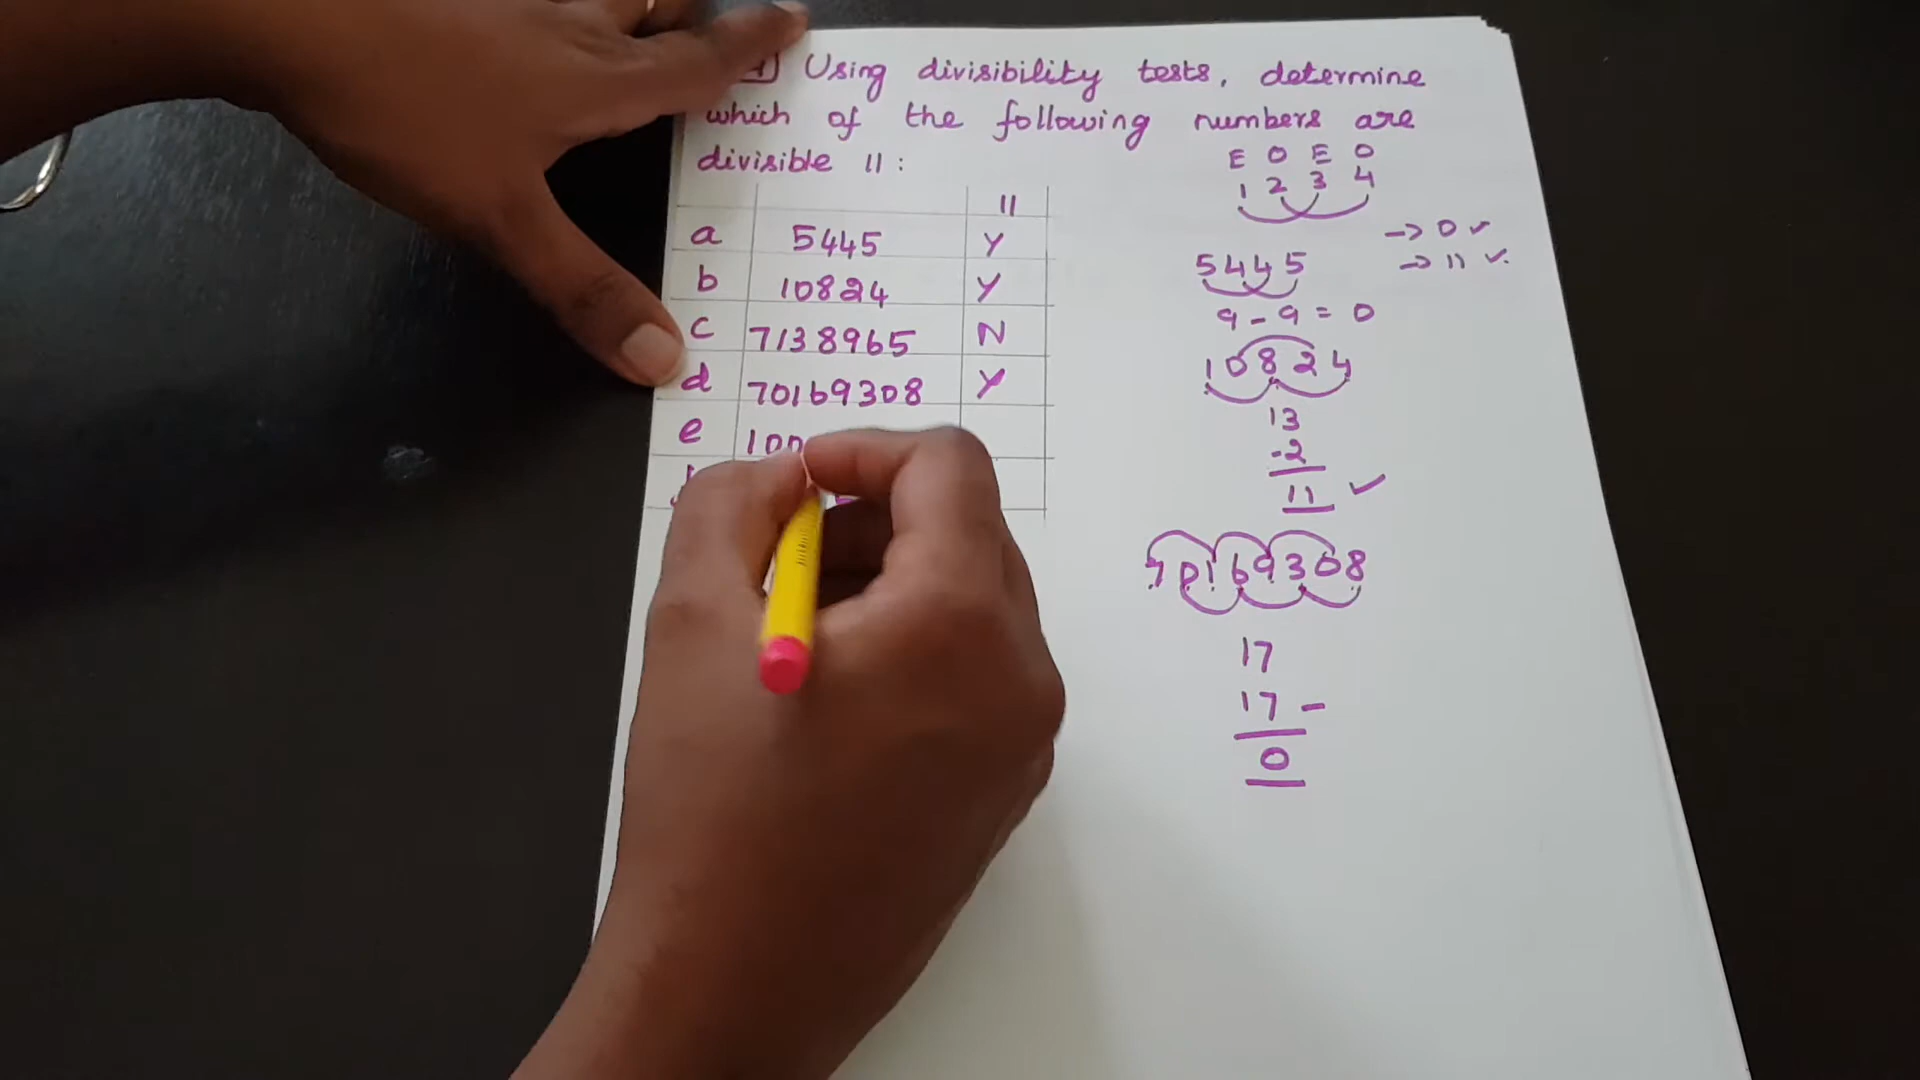 Using divisibility tests, determine
which of the following numbers are
divisible 11:
11
a 5445 Y
b 10824 Y
c 7138965 N
d 70169308 Y
e 100
E O E O
1 2 3 4
→ 0 ✓
→ 11 ✓
5445
9 - 9 = 0
10824
13
-2
11 ✓
70169308
17
17 -
0